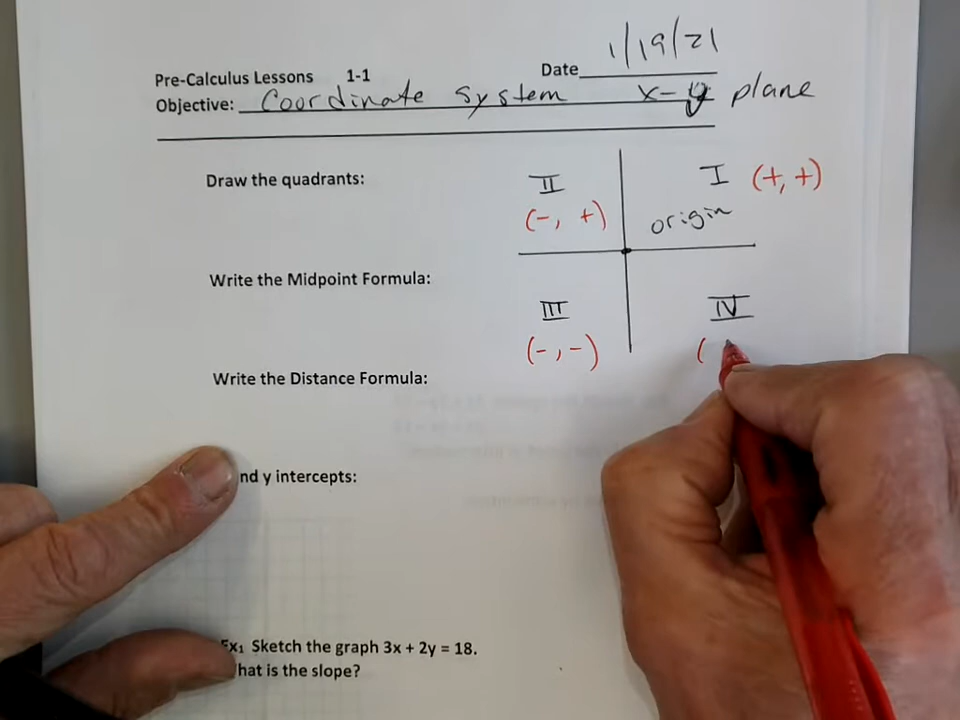 1/19/21
Pre-Calculus Lessons 1-1 Date
Objective: Coordinate system x-y plane
Draw the quadrants:
II I (+, +)
(-, +) origin
Write the Midpoint Formula:
III IV
(-, -) (
Write the Distance Formula:
nd y intercepts:
Ex1 Sketch the graph 3x + 2y = 18.
hat is the slope?